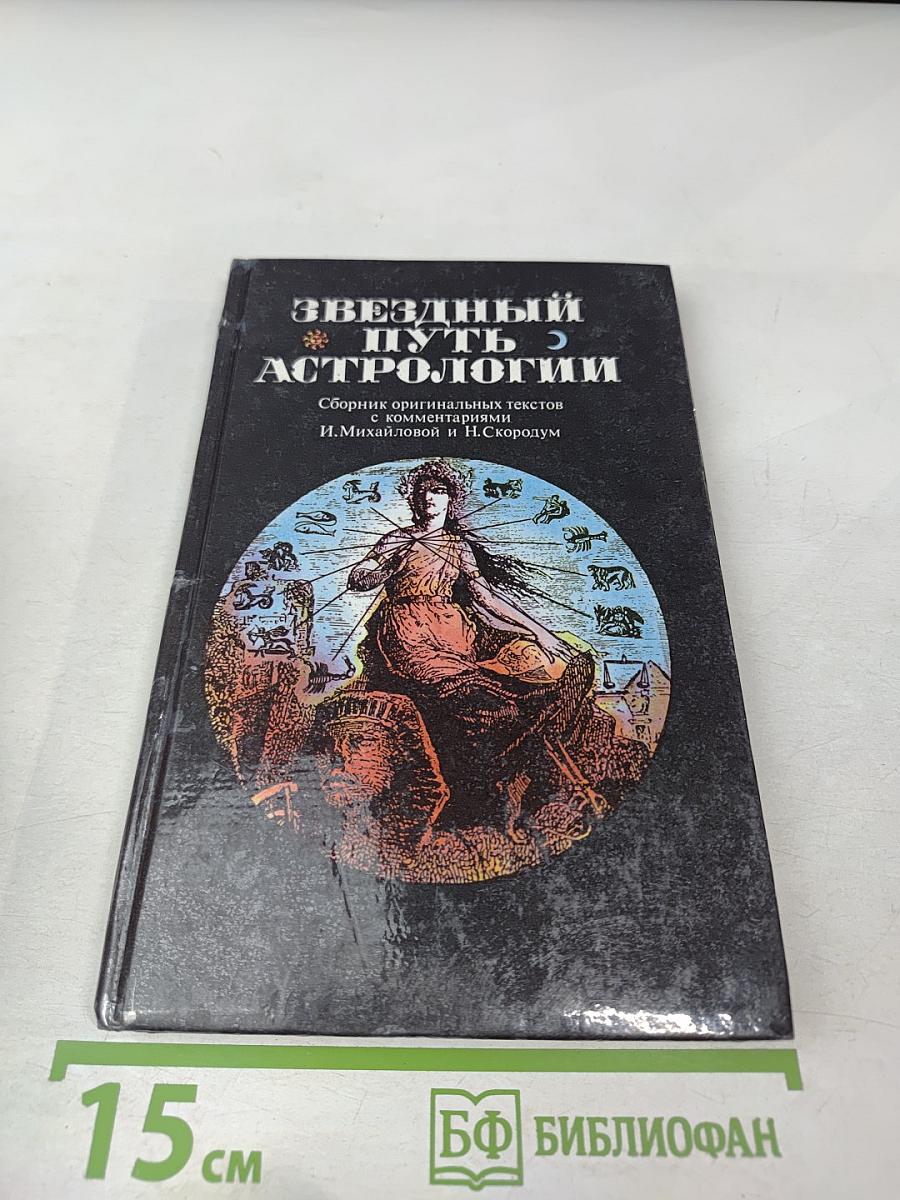 ЗВЕЗДНЫЙ
ПУТЬ
АСТРОЛОГИИ
Сборник оригинальных текстов
с комментариями
И.Михайловой и Н.Скородум
15 см
БФ БИБЛИОФАН